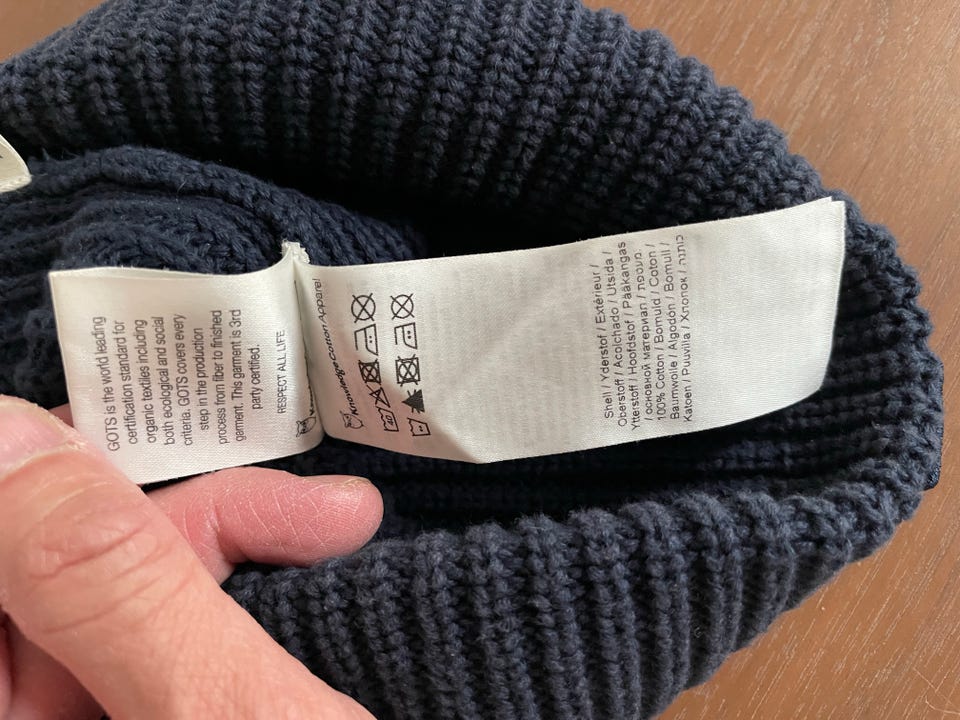 GOTS is the world leading
certification standard for
organic textiles including
both ecological and social
criteria. GOTS covers every
step in the production
process from fiber to finished
garment. This garment is 3rd
party certified.
RESPECT ALL LIFE
KnowledgeCotton Apparel
40
Shell / Yderstof / Extérieur /
Oberstoff / Acolchado / Utsida /
Ytterstoff / Hoofdstof / Pääkangas
/ основной материал / מעטפת:
100% Cotton / Bomuld / Coton /
Baumwolle / Algodón / Bomull /
Katoen / Puuvilla / Хлопок / כותנה